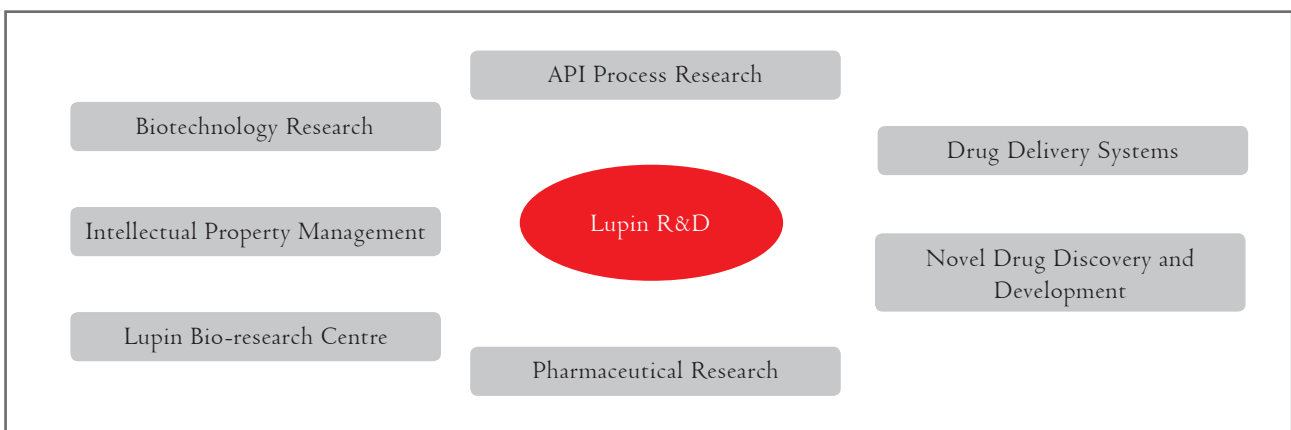 API Process Research
Biotechnology Research
Drug Delivery Systems
Intellectual Property Management
Lupin R&D
Novel Drug Discovery and
Development
Lupin Bio-research Centre
Pharmaceutical Research